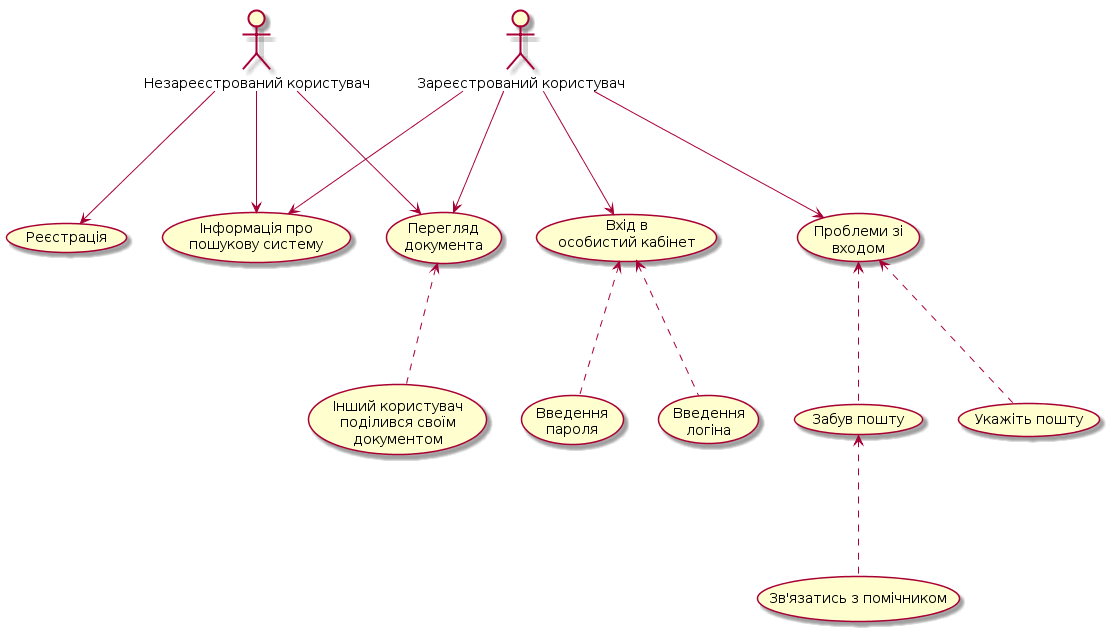 Незареєстрований користувач
Зареєстрований користувач
Реєстрація
Інформація про
пошукову систему
Перегляд
документа
Вхід в
особистий кабінет
Проблеми зі
входом
Інший користувач
поділився своїм
документом
Введення
пароля
Введення
логіна
Забув пошту
Укажіть пошту
Зв'язатись з помічником